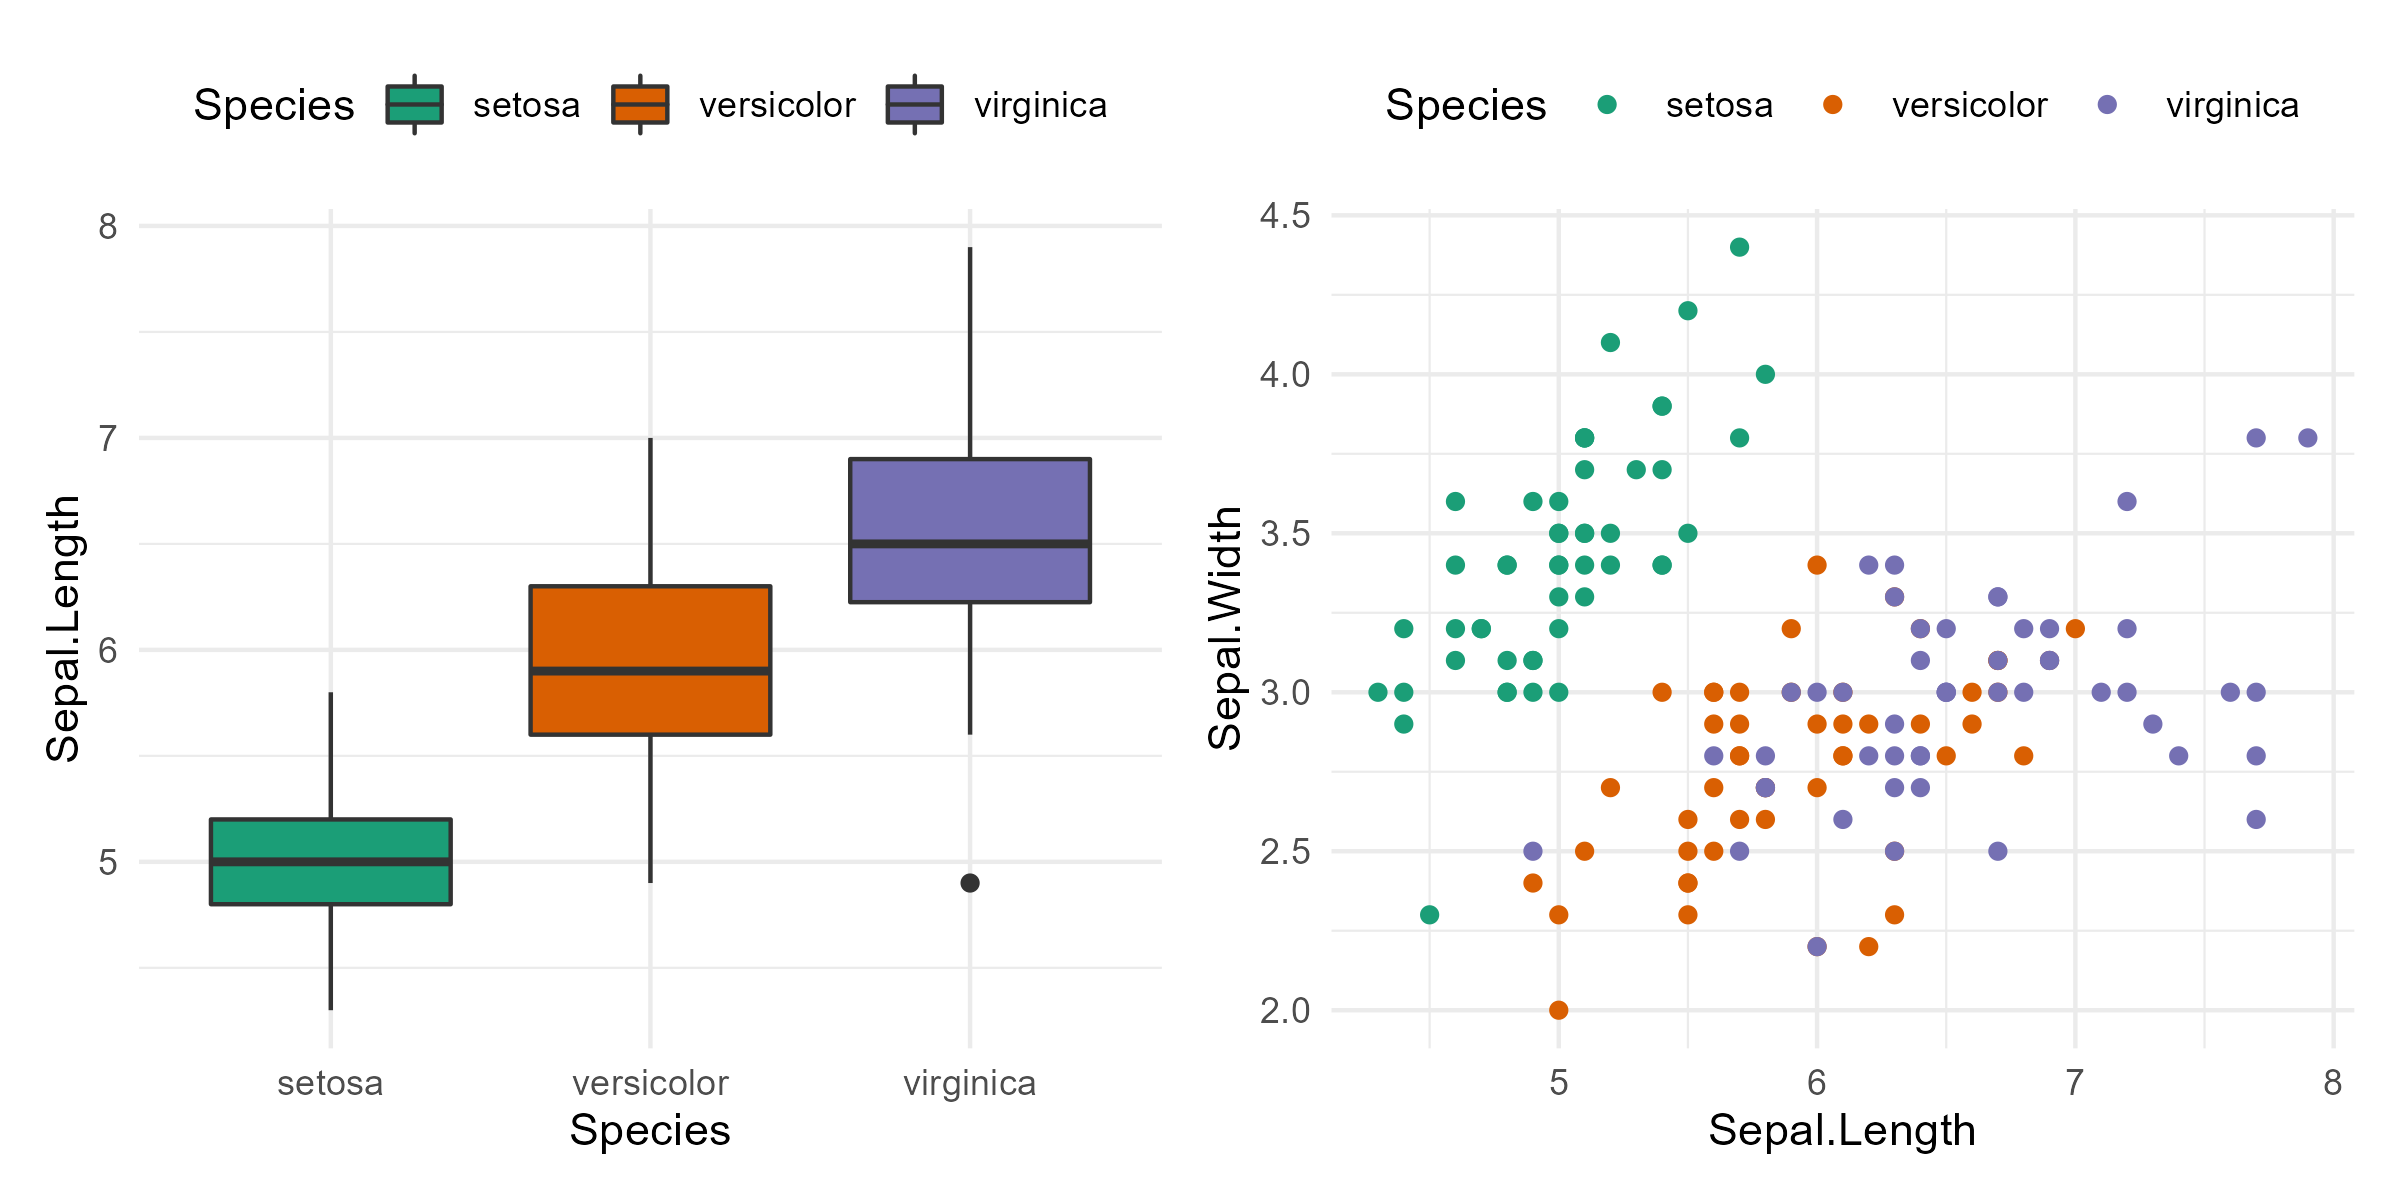 Species setosa versicolor virginica
8
7
6
5
Sepal.Length
setosa versicolor virginica
Species
Species setosa versicolor virginica
4.5
4.0
3.5
3.0
2.5
2.0
Sepal.Width
5 6 7 8
Sepal.Length